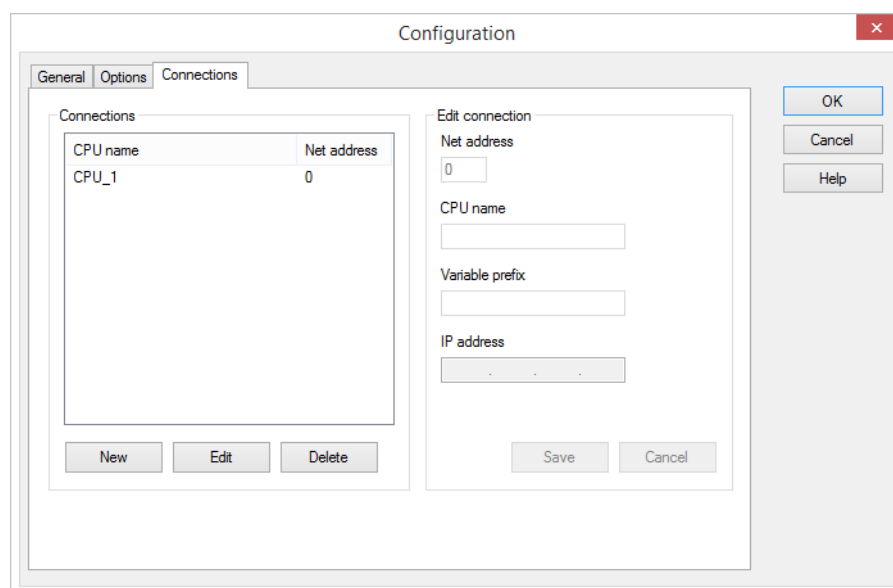 Configuration
General Options Connections
Connections
CPU name Net address
CPU_1 0
New Edit Delete
Edit connection
Net address
0
CPU name
Variable prefix
IP address
. . .
Save Cancel
OK
Cancel
Help